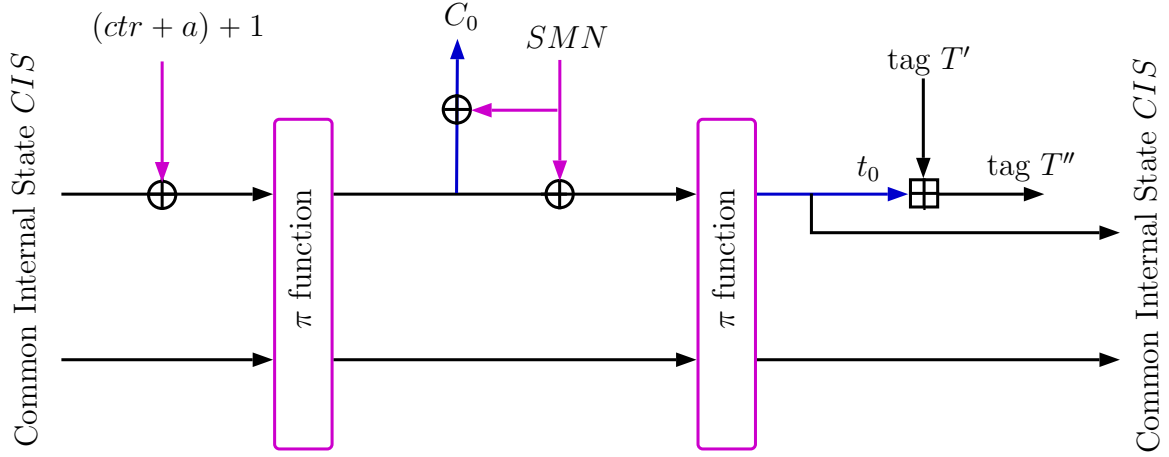 Common Internal State CIS
(ctr + a) + 1
π function
C₀
SMN
π function
t₀
tag T′
tag T″
Common Internal State CIS